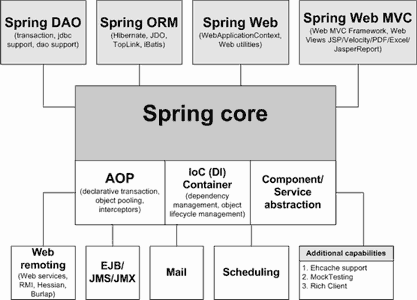 Spring DAO
(transaction, jdbc
support, dao support)
Spring ORM
(Hibernate, JDO,
TopLink, IBatis)
Spring Web
(WebApplicationContext,
Web utilities)
Spring Web MVC
(Web MVC Framework, Web
Views JSP/Velocity/PDF/Excel/
JasperReport)
Spring core
AOP
(declarative transaction,
object pooling,
interceptors)
IoC (DI)
Container
(dependency
management, object
lifecycle management)
Component/
Service
abstraction
Web
remoting
(Web services,
RMI, Hessian,
Burlap)
EJB/
JMS/JMX
Mail
Scheduling
Additional capabilities
1. Ehcache support
2. MockTesting
3. Rich Client